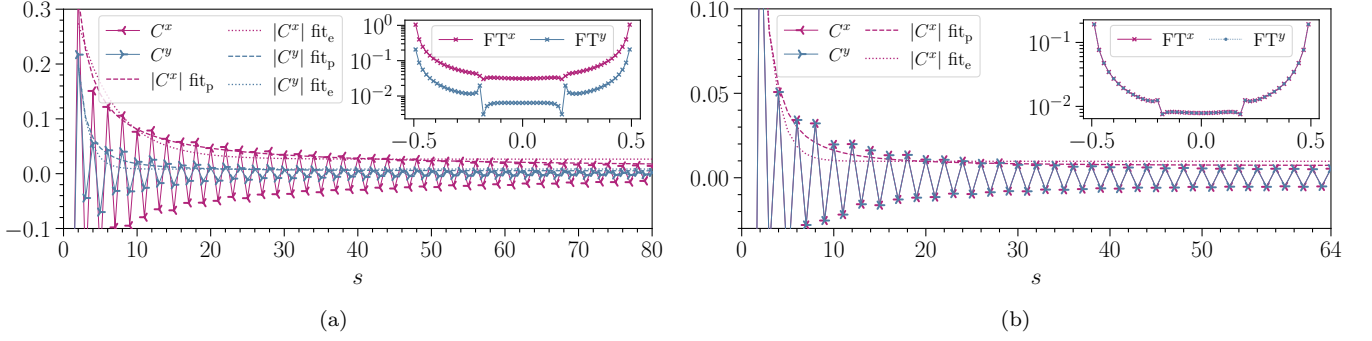 0.3
0.2
0.1
0.0
−0.1
0 10 20 30 40 50 60 70 80
s
C^x
C^y
|C^x| fit_p
|C^x| fit_e
|C^y| fit_p
|C^y| fit_e
10^0
10^−1
10^−2
−0.5 0.0 0.5
FT^x FT^y
(a)
0.10
0.05
0.00
0 10 20 30 40 50 64
s
C^x
C^y
|C^x| fit_p
|C^x| fit_e
10^−1
10^−2
−0.5 0.0 0.5
FT^x FT^y
(b)